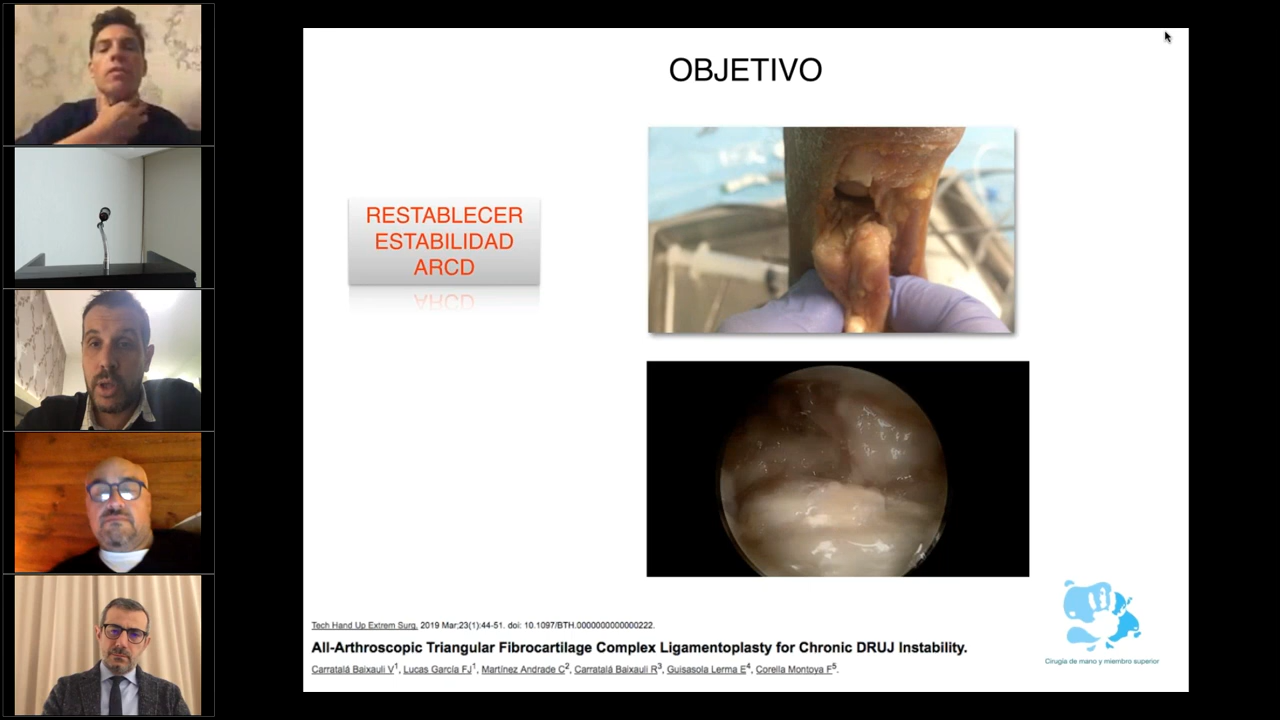 OBJETIVO
RESTABLECER
ESTABILIDAD
ARCD
Tech Hand Up Extrem Surg. 2019 Mar;23(1):44-51. doi: 10.1097/BTH.0000000000000222.
All-Arthroscopic Triangular Fibrocartilage Complex Ligamentoplasty for Chronic DRUJ Instability.
Carratalá Baixauli V1, Lucas García FJ1, Martínez Andrade C2, Carratalá Baixauli R3, Guisasola Lerma E4, Corella Montoya F5.
Cirugía de mano y miembro superior